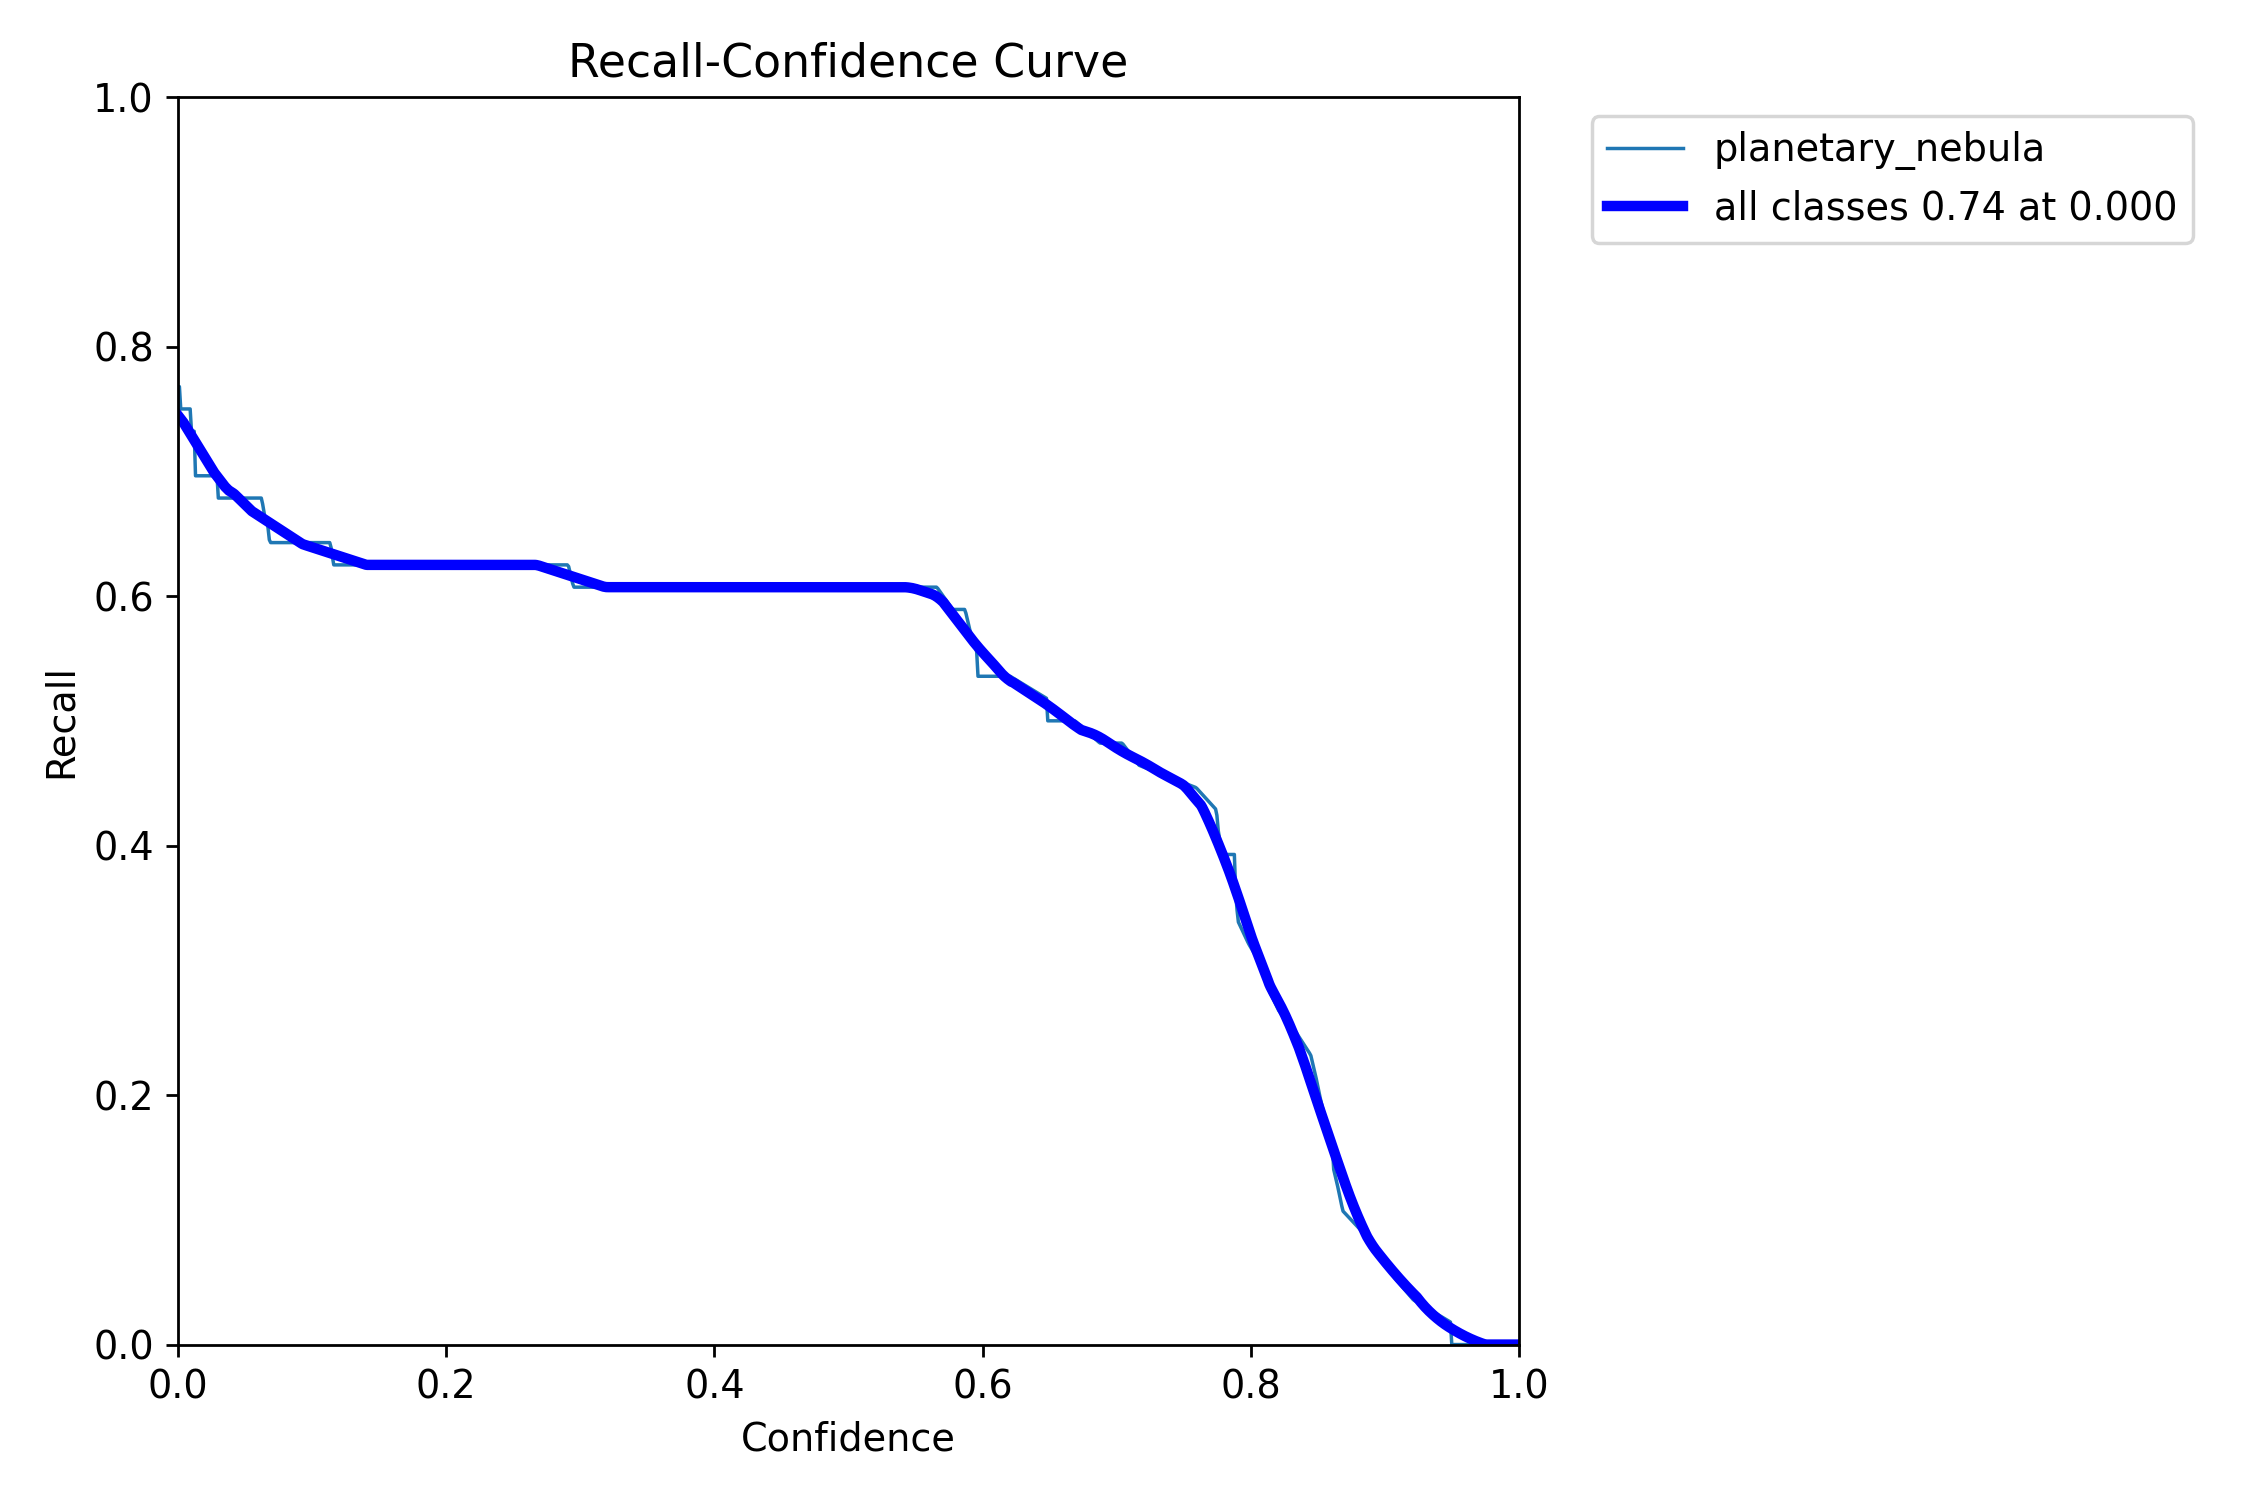 Recall-Confidence Curve
1.0
0.8
0.6
0.4
0.2
0.0
Recall
0.0 0.2 0.4 0.6 0.8 1.0
Confidence
planetary_nebula
all classes 0.74 at 0.000